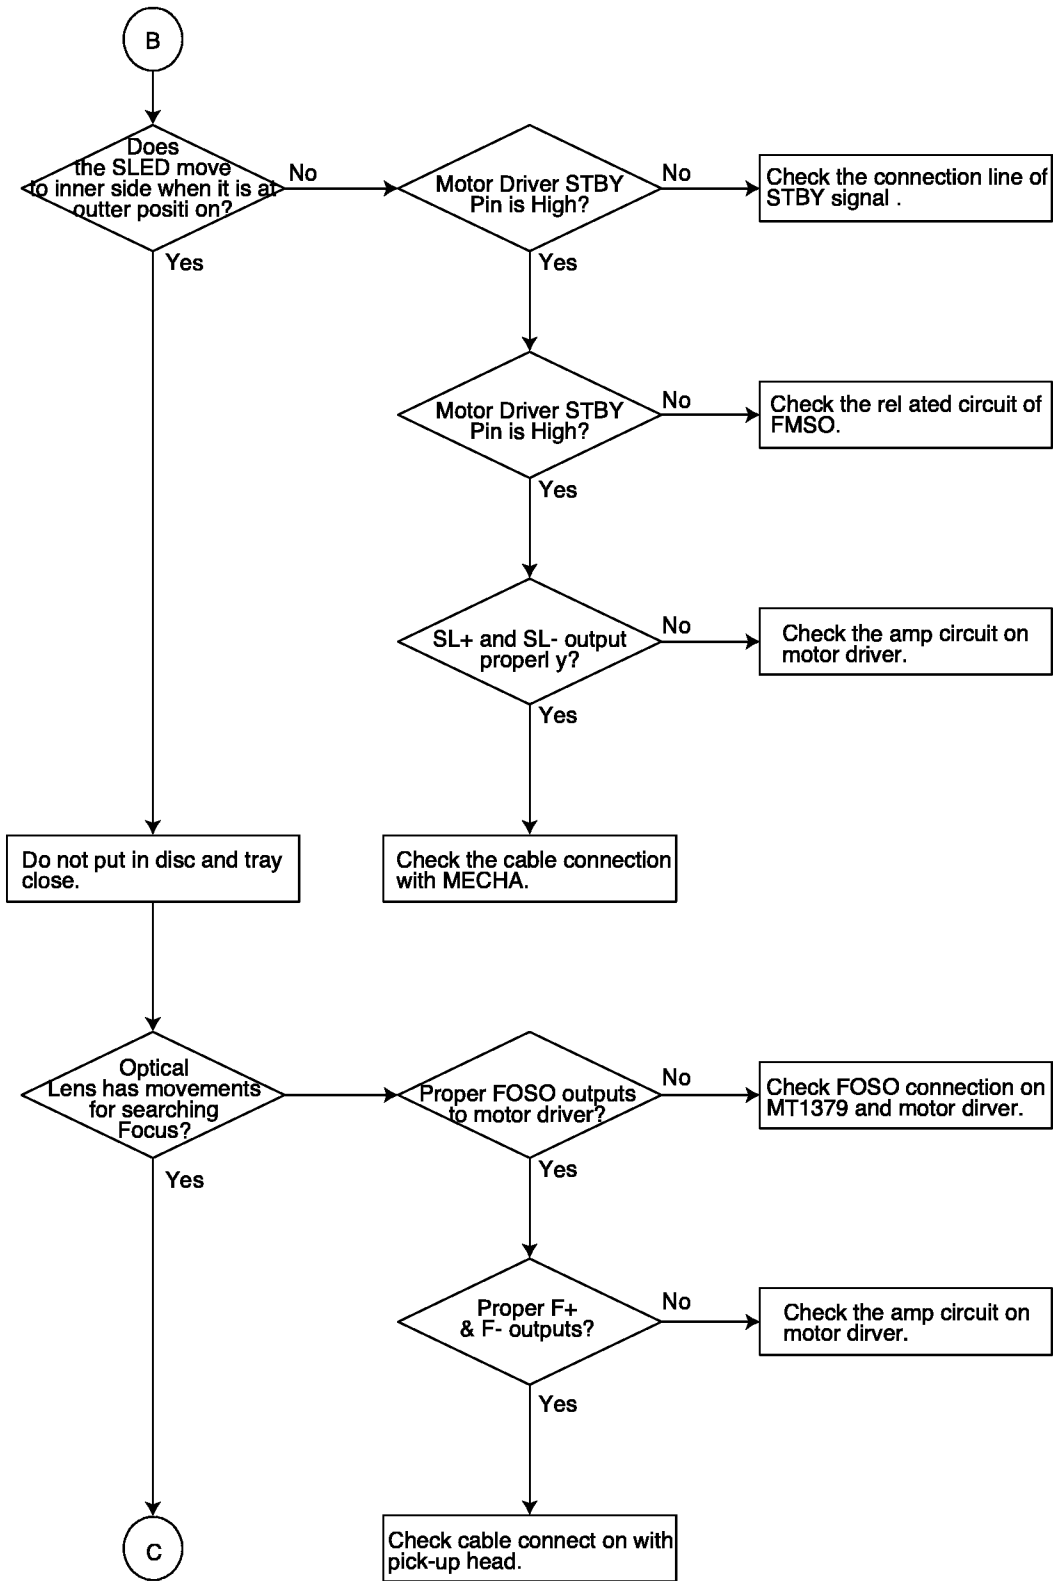 B
Does
the SLED move
to inner side when it is at
outter positi on?
No
Motor Driver STBY
Pin is High?
No
Check the connection line of
STBY signal .
Yes
Yes
Motor Driver STBY
Pin is High?
No
Check the rel ated circuit of
FMSO.
Yes
SL+ and SL- output
properl y?
No
Check the amp circuit on
motor driver.
Yes
Do not put in disc and tray
close.
Check the cable connection
with MECHA.
Optical
Lens has movements
for searching
Focus?
Proper FOSO outputs
to motor driver?
No
Check FOSO connection on
MT1379 and motor dirver.
Yes
Yes
Proper F+
& F- outputs?
No
Check the amp circuit on
motor dirver.
Yes
C
Check cable connect on with
pick-up head.